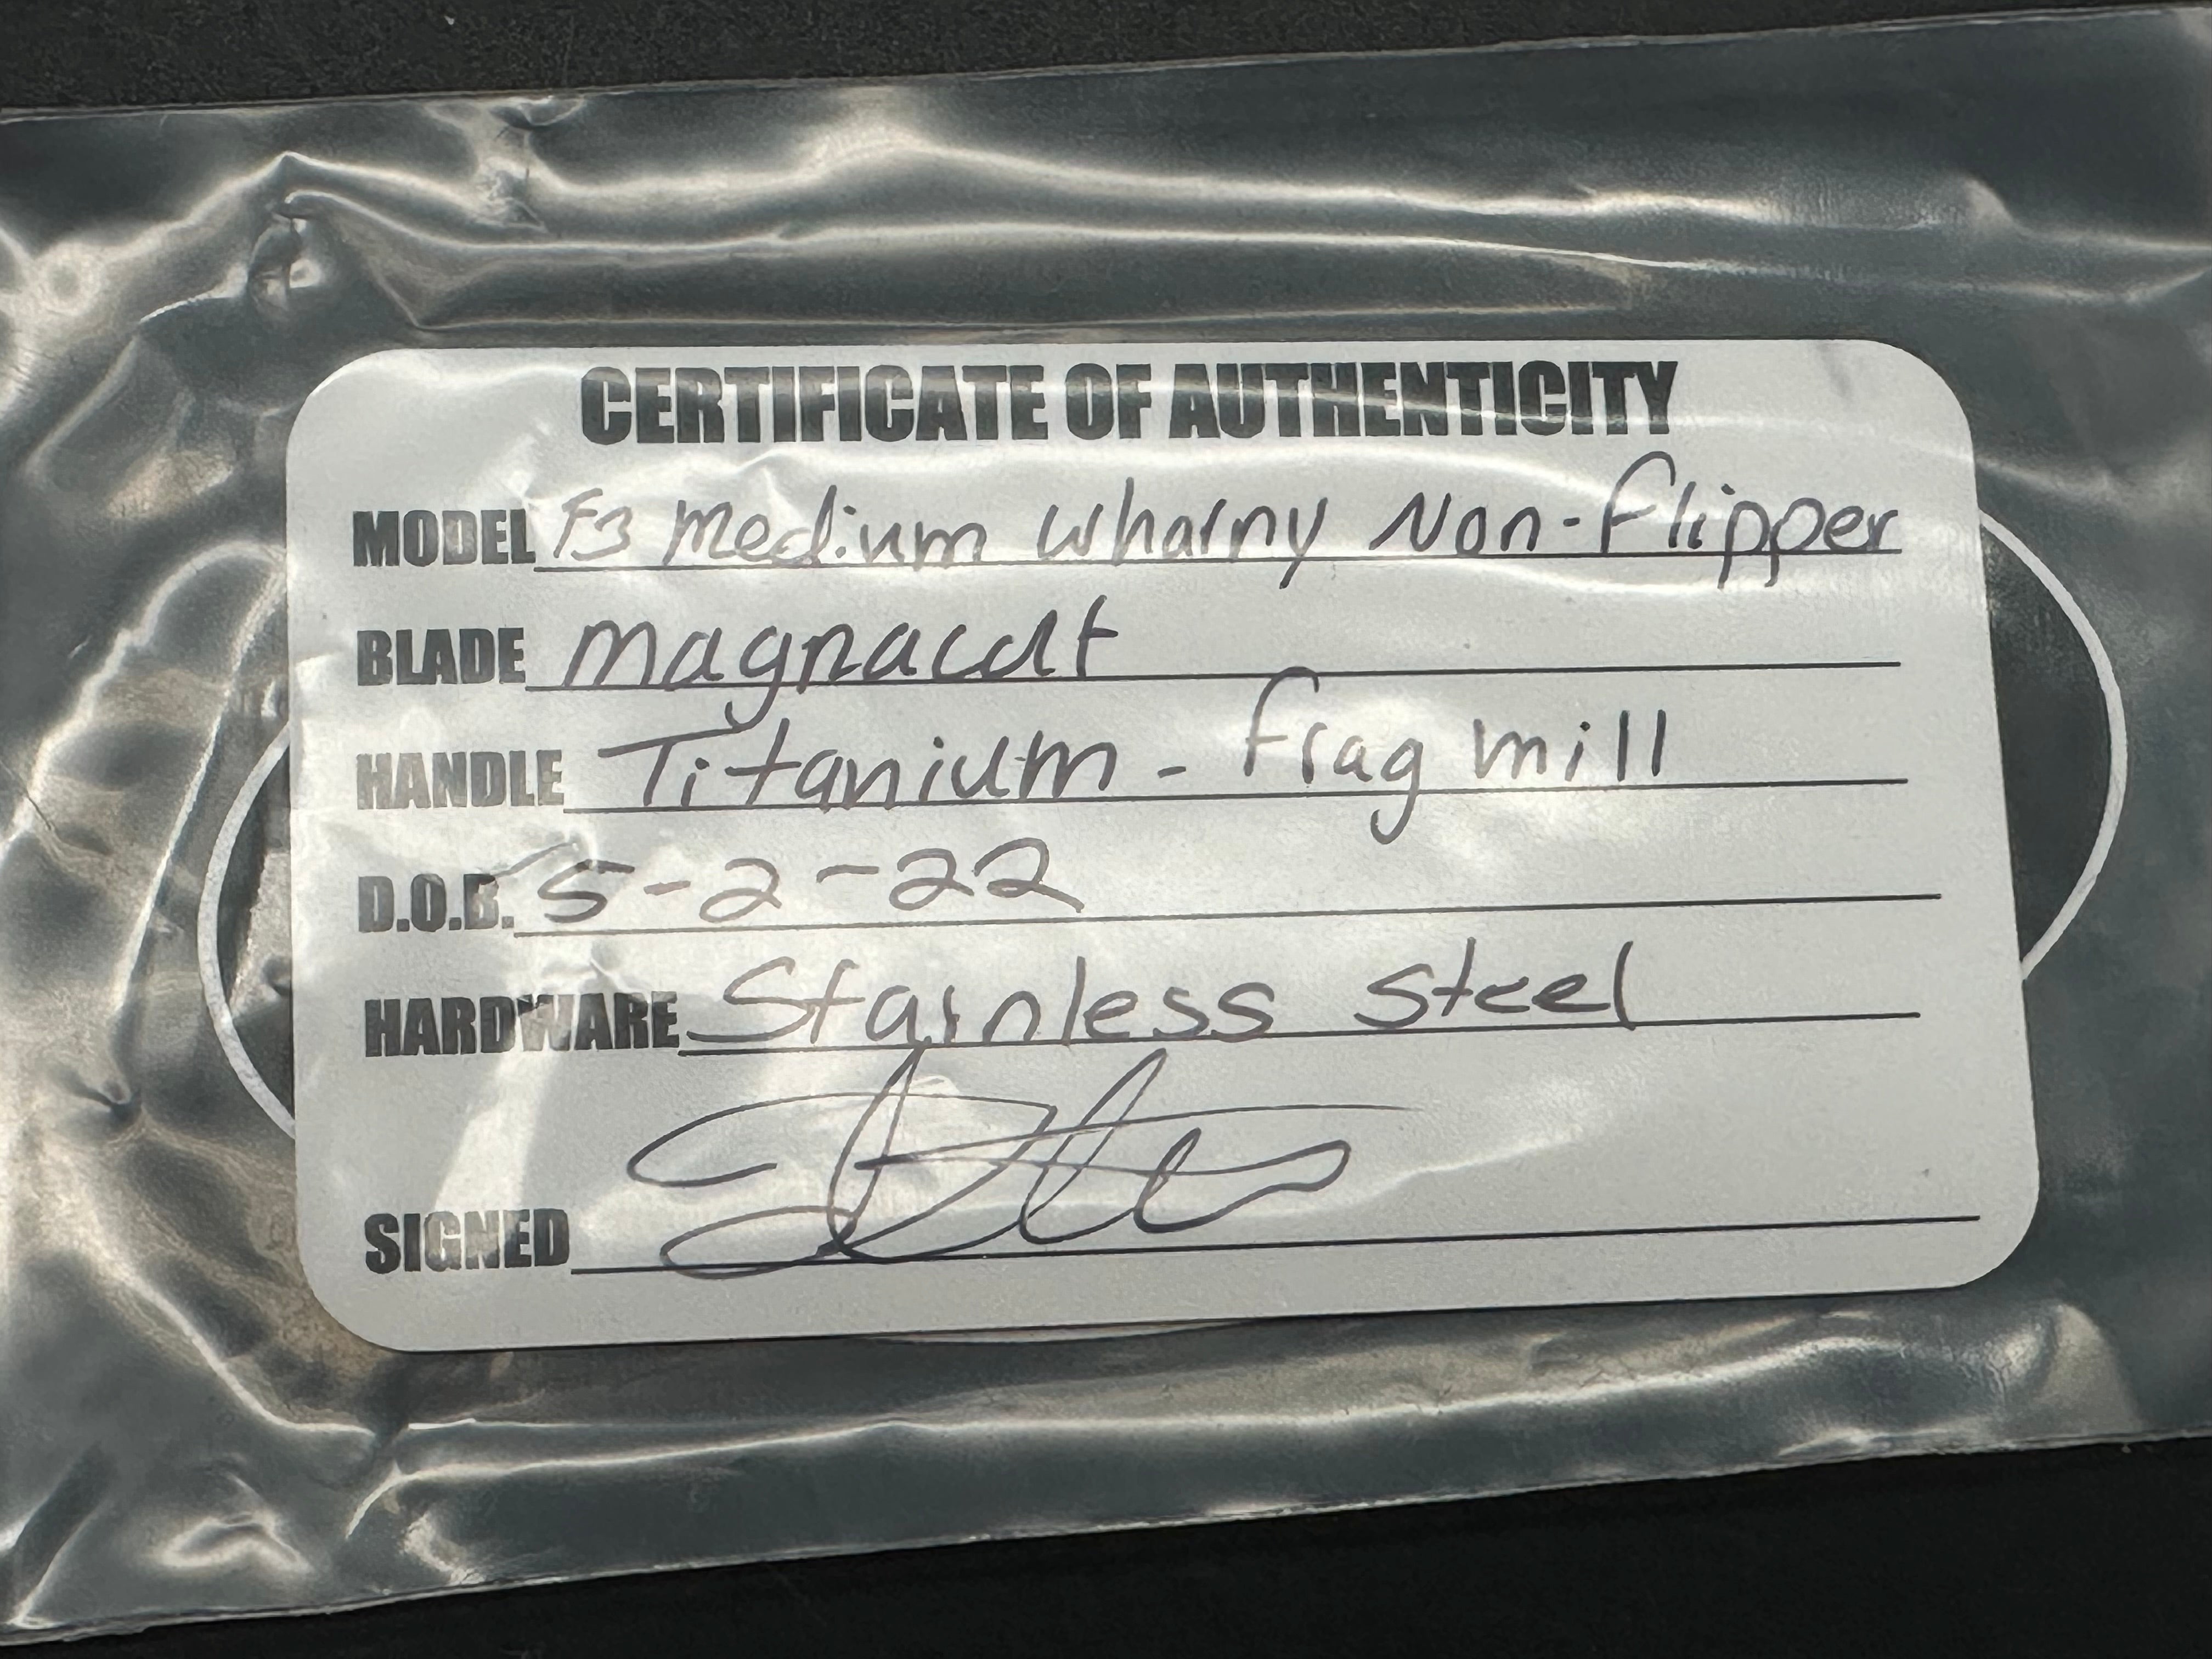 CERTIFICATE OF AUTHENTICITY
MODEL F3 Medium Wharny Non-Flipper
BLADE Magnacut
HANDLE Titanium - Frag Mill
D.O.B. 5-2-22
HARDWARE Stainless Steel
SIGNED